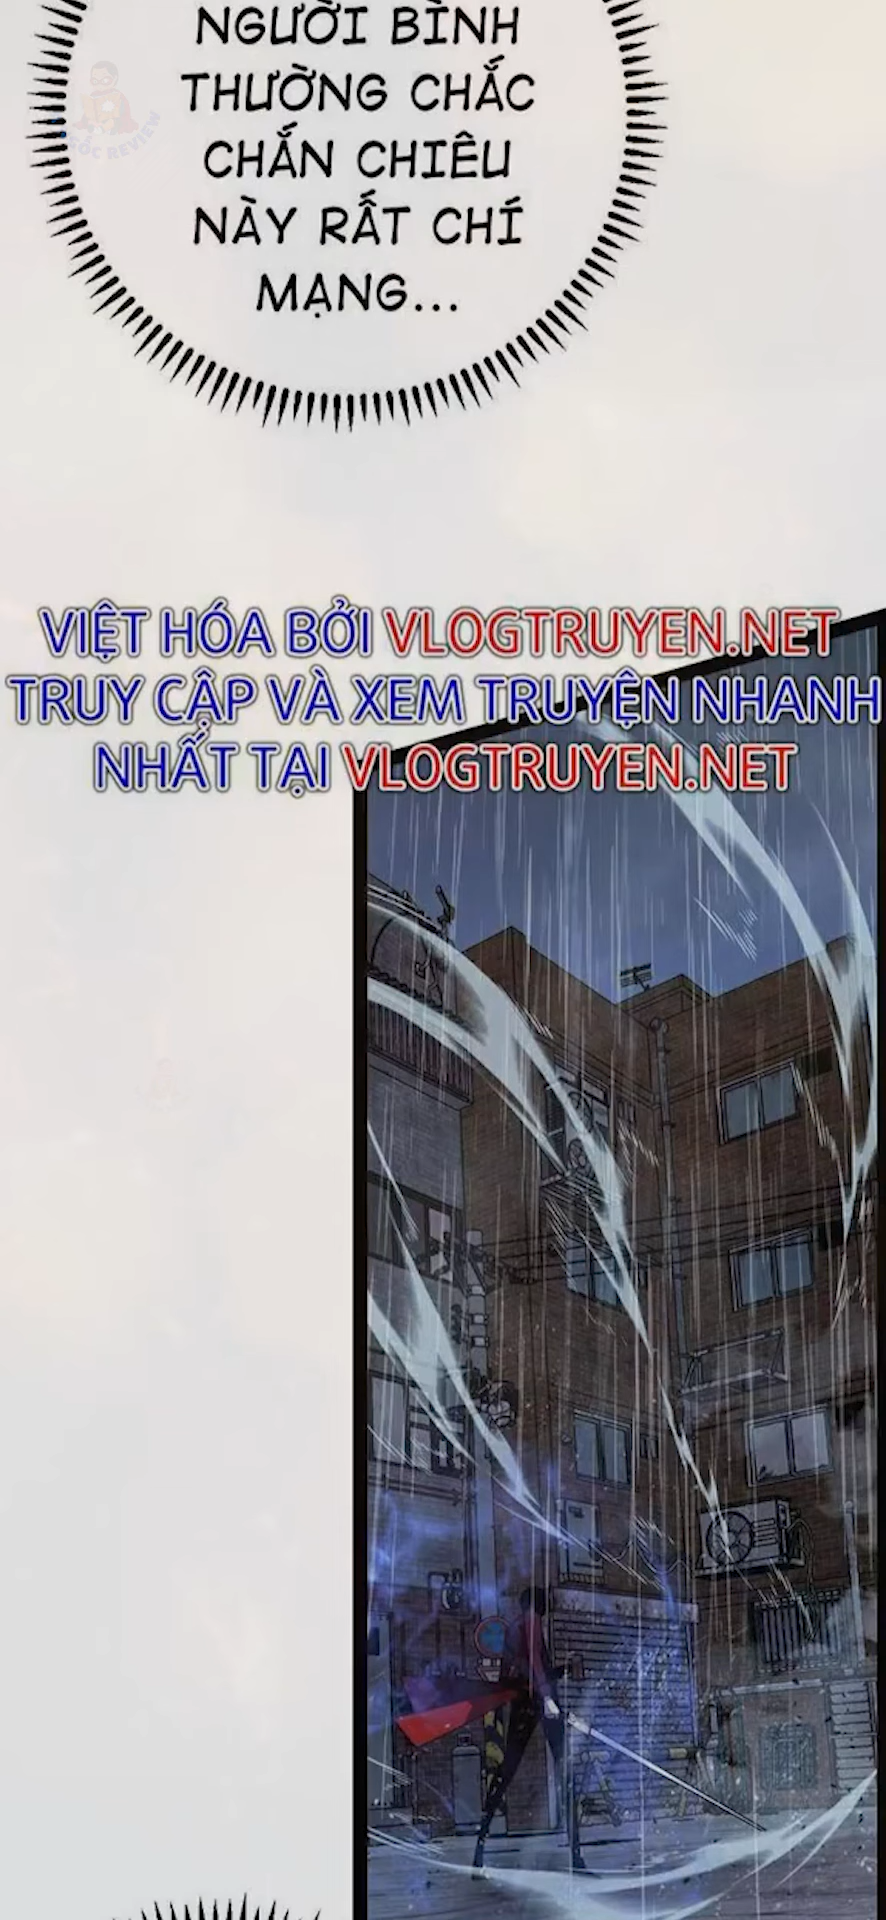 NGƯỜI BÌNH
THƯỜNG CHẮC
CHẮN CHIÊU
NÀY RẤT CHÍ
MẠNG...
VIỆT HÓA BỞI VLOGTRUYEN.NET
TRUY CẬP VÀ XEM TRUYỆN NHANH
NHẤT TẠI VLOGTRUYEN.NET